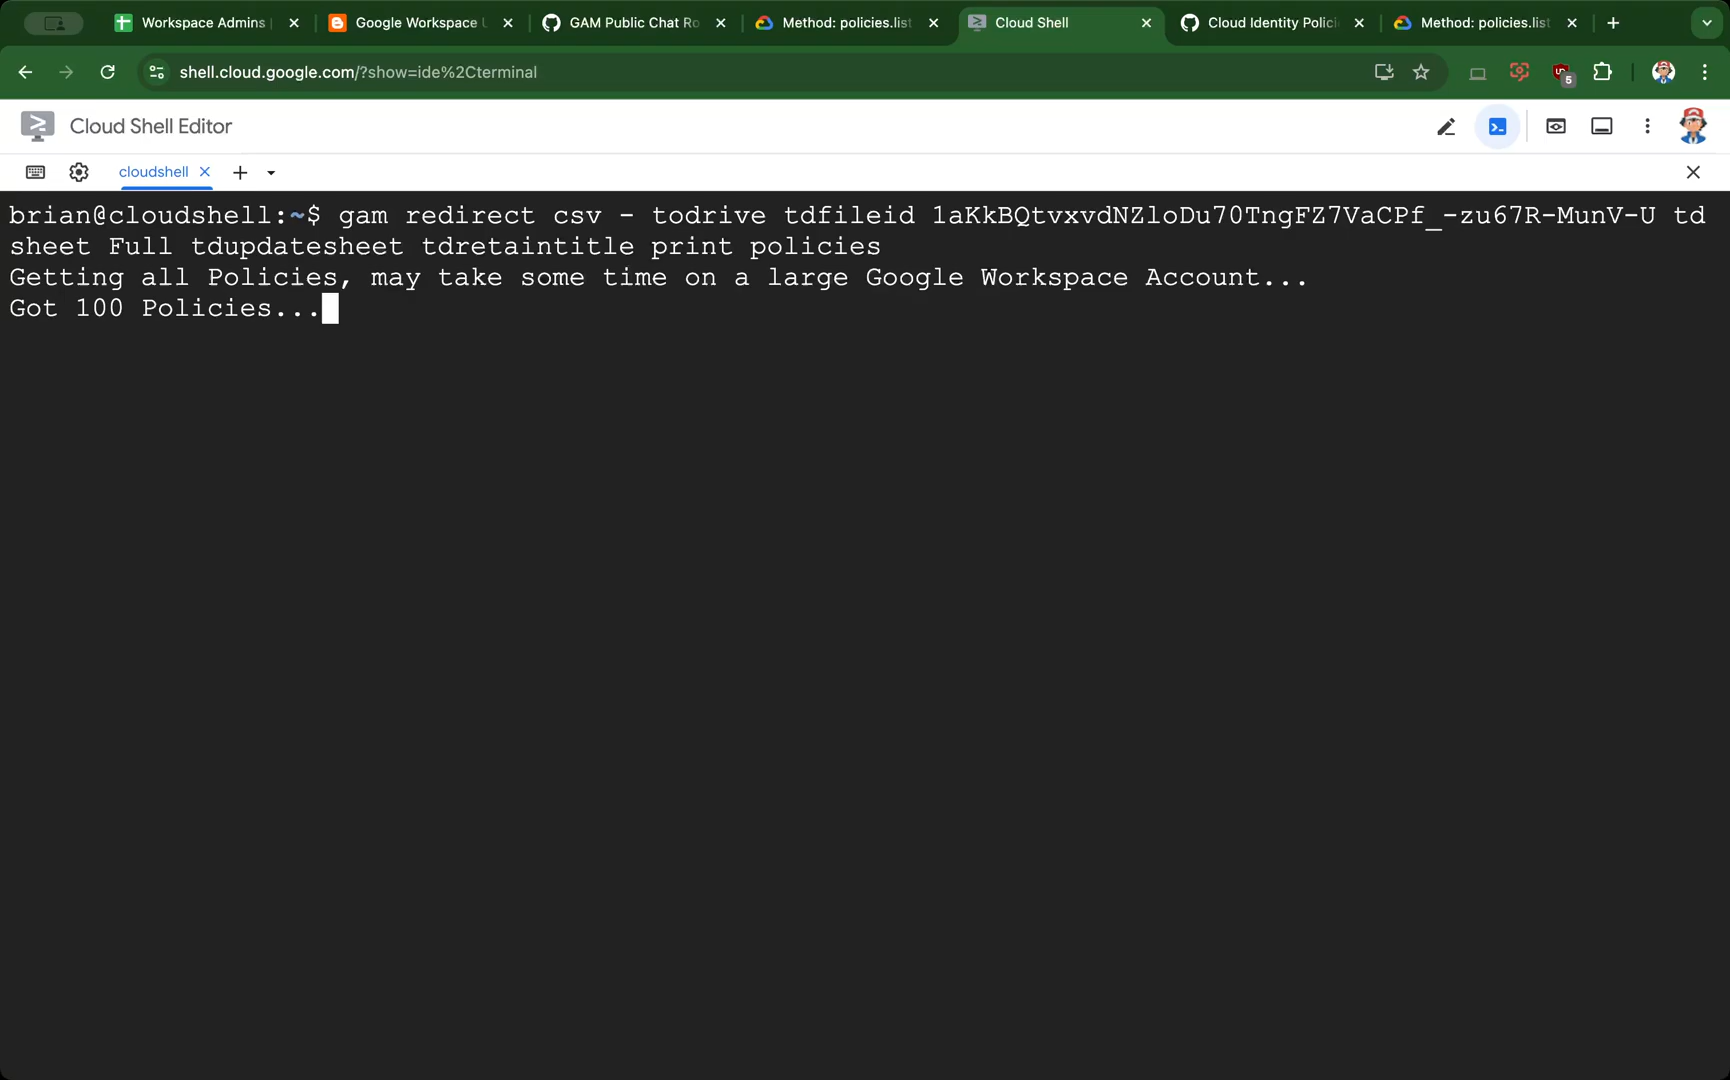 Workspace Admins
Google Workspace U
GAM Public Chat Ro
Method: policies.list
Cloud Shell
Cloud Identity Polici
Method: policies.list
shell.cloud.google.com/?show=ide%2Cterminal
5
Cloud Shell Editor
cloudshell
brian@cloudshell:~$ gam redirect csv - todrive tdfileid 1aKkBQtvxvdNZloDu70TngFZ7VaCPf_-zu67R-MunV-U td
sheet Full tdupdatesheet tdretaintitle print policies
Getting all Policies, may take some time on a large Google Workspace Account...
Got 100 Policies...